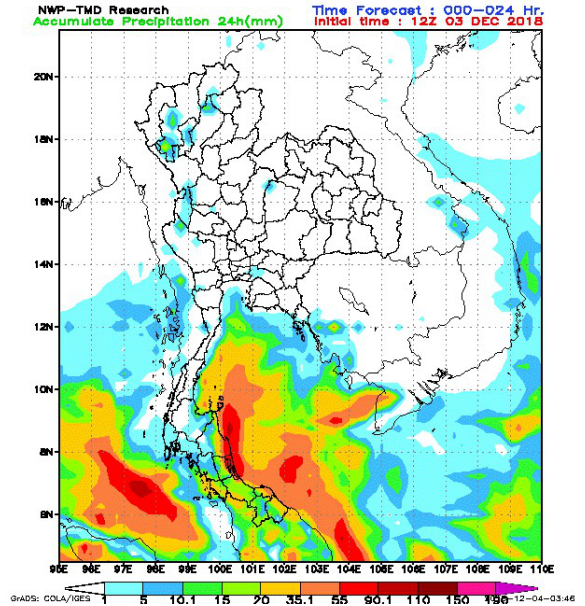 NWP-TMD Research Time Forecast : 000-024 Hr.
Accumulate Precipitation 24h(mm) Initial time : 12Z 03 DEC 2018
20N
18N
16N
14N
12N
10N
8N
6N
95E 96E 97E 98E 99E 100E 101E 102E 103E 104E 105E 106E 107E 108E 109E 110E
GrADS: COLA/IGES 1 5 10.1 15 20 35.1 55 90.1 110 150 -12-04-03:46